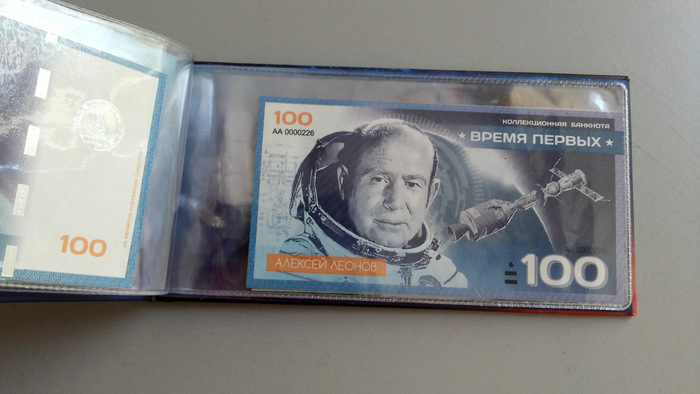 100
100
АА 0000226
КОЛЛЕКЦИОННАЯ БАНКНОТА
★ ВРЕМЯ ПЕРВЫХ ★
АЛЕКСЕЙ ЛЕОНОВ
100